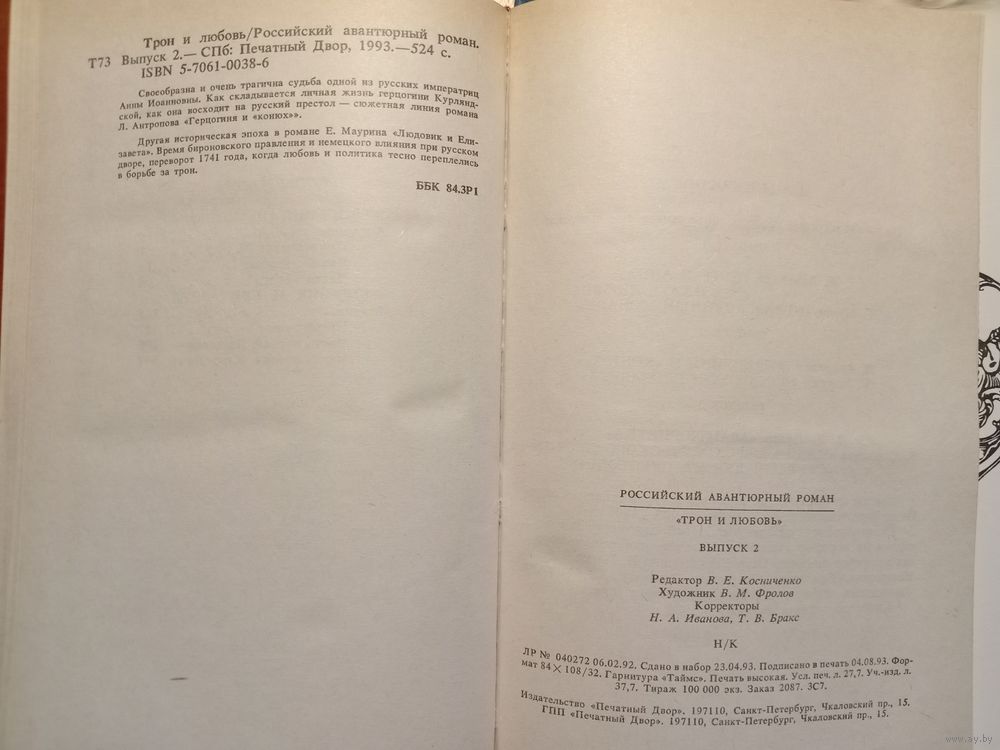 Трон и любовь/Российский авантюрный роман.
Т73 Выпуск 2.— СПб: Печатный Двор, 1993.—524 с.
ISBN 5-7061-0038-6
Своеобразна и очень трагична судьба одной из русских императриц
Анны Иоанновны. Как складывается личная жизнь герцогини Курлянд-
ской, как она восходит на русский престол — сюжетная линия романа
Л. Антропова «Герцогиня и «конюх»».
Другая историческая эпоха в романе Е. Маурина «Людовик и Ели-
завета». Время бироновского правления и немецкого влияния при русском
дворе, переворот 1741 года, когда любовь и политика тесно переплелись
в борьбе за трон.
ББК 84.3Р1
РОССИЙСКИЙ АВАНТЮРНЫЙ РОМАН
«ТРОН И ЛЮБОВЬ»
ВЫПУСК 2
Редактор В. Е. Косниченко
Художник В. М. Фролов
Корректоры
Н. А. Иванова, Т. В. Бракс
Н/К
ЛР № 040272 06.02.92. Сдано в набор 23.04.93. Подписано в печать 04.08.93. Фор-
мат 84×108/32. Гарнитура «Таймс». Печать высокая. Усл. печ. л. 27,7. Уч.-изд. л.
37,7. Тираж 100 000 экз. Заказ 2087. 3С7.
Издательство «Печатный Двор». 197110, Санкт-Петербург, Чкаловский пр., 15.
ГПП «Печатный Двор». 197110, Санкт-Петербург, Чкаловский пр., 15.
www.ay.by